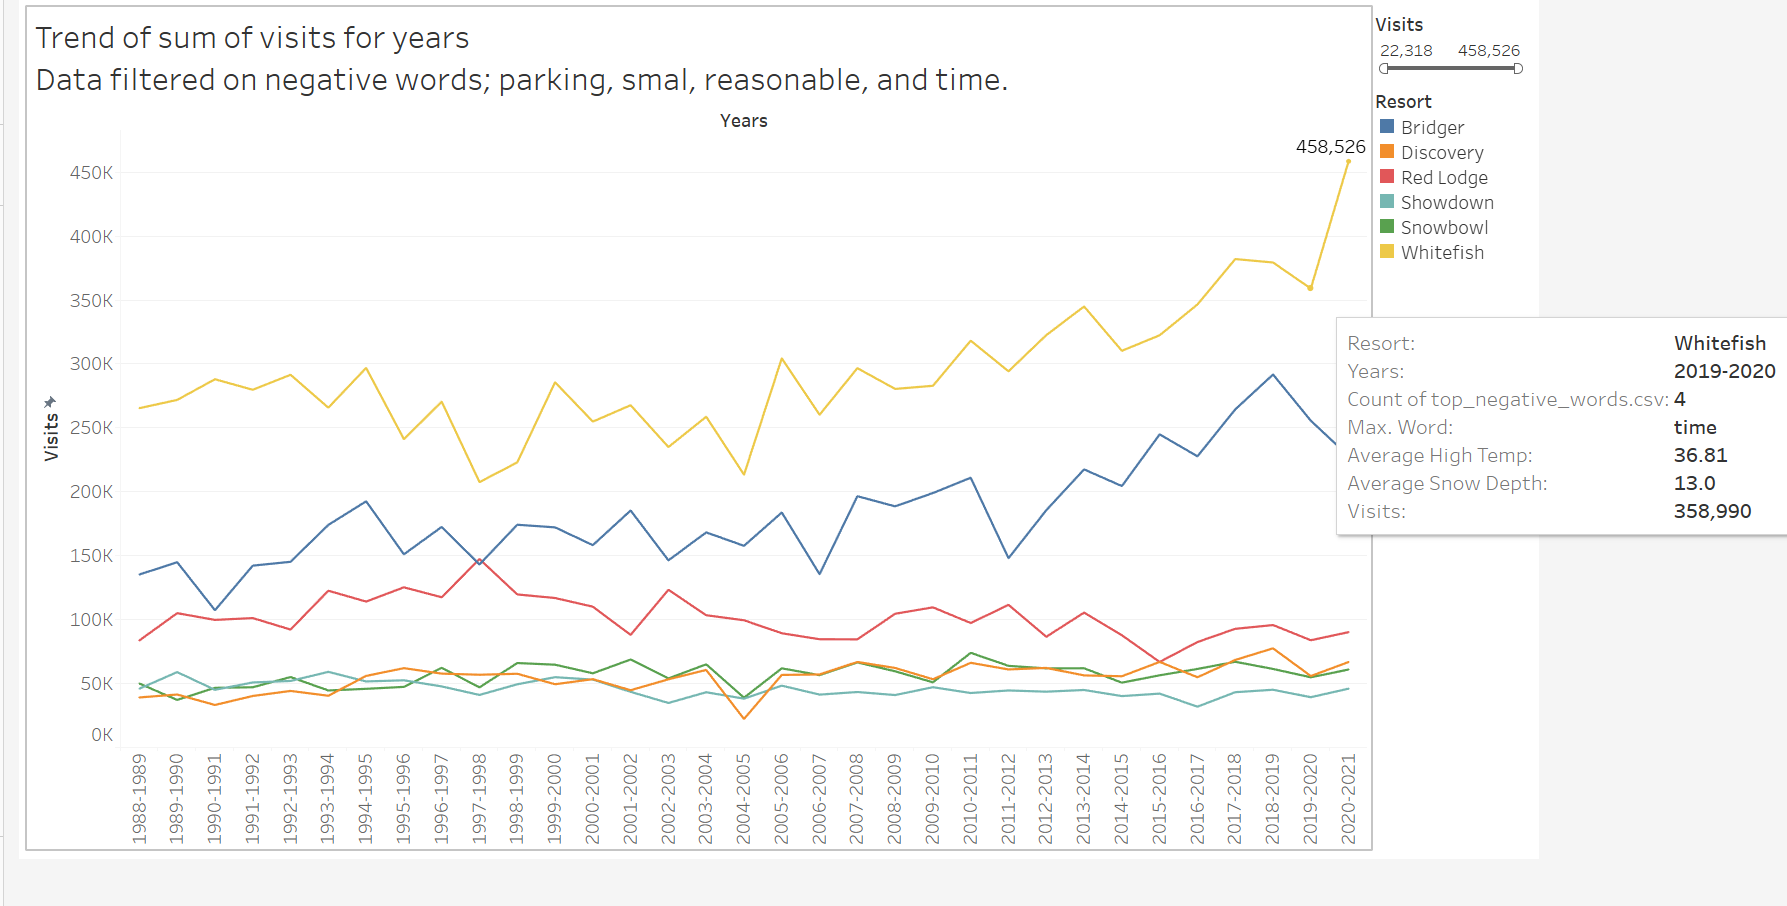 Trend of sum of visits for years
Data filtered on negative words; parking, smal, reasonable, and time.
Years
458,526
450K
400K
350K
300K
250K
200K
150K
100K
50K
0K
Visits
1988-1989
1989-1990
1990-1991
1991-1992
1992-1993
1993-1994
1994-1995
1995-1996
1996-1997
1997-1998
1998-1999
1999-2000
2000-2001
2001-2002
2002-2003
2003-2004
2004-2005
2005-2006
2006-2007
2007-2008
2008-2009
2009-2010
2010-2011
2011-2012
2012-2013
2013-2014
2014-2015
2015-2016
2016-2017
2017-2018
2018-2019
2019-2020
2020-2021
Visits
22,318 458,526
Resort
Bridger
Discovery
Red Lodge
Showdown
Snowbowl
Whitefish
Resort: Whitefish
Years: 2019-2020
Count of top_negative_words.csv: 4
Max. Word: time
Average High Temp: 36.81
Average Snow Depth: 13.0
Visits: 358,990